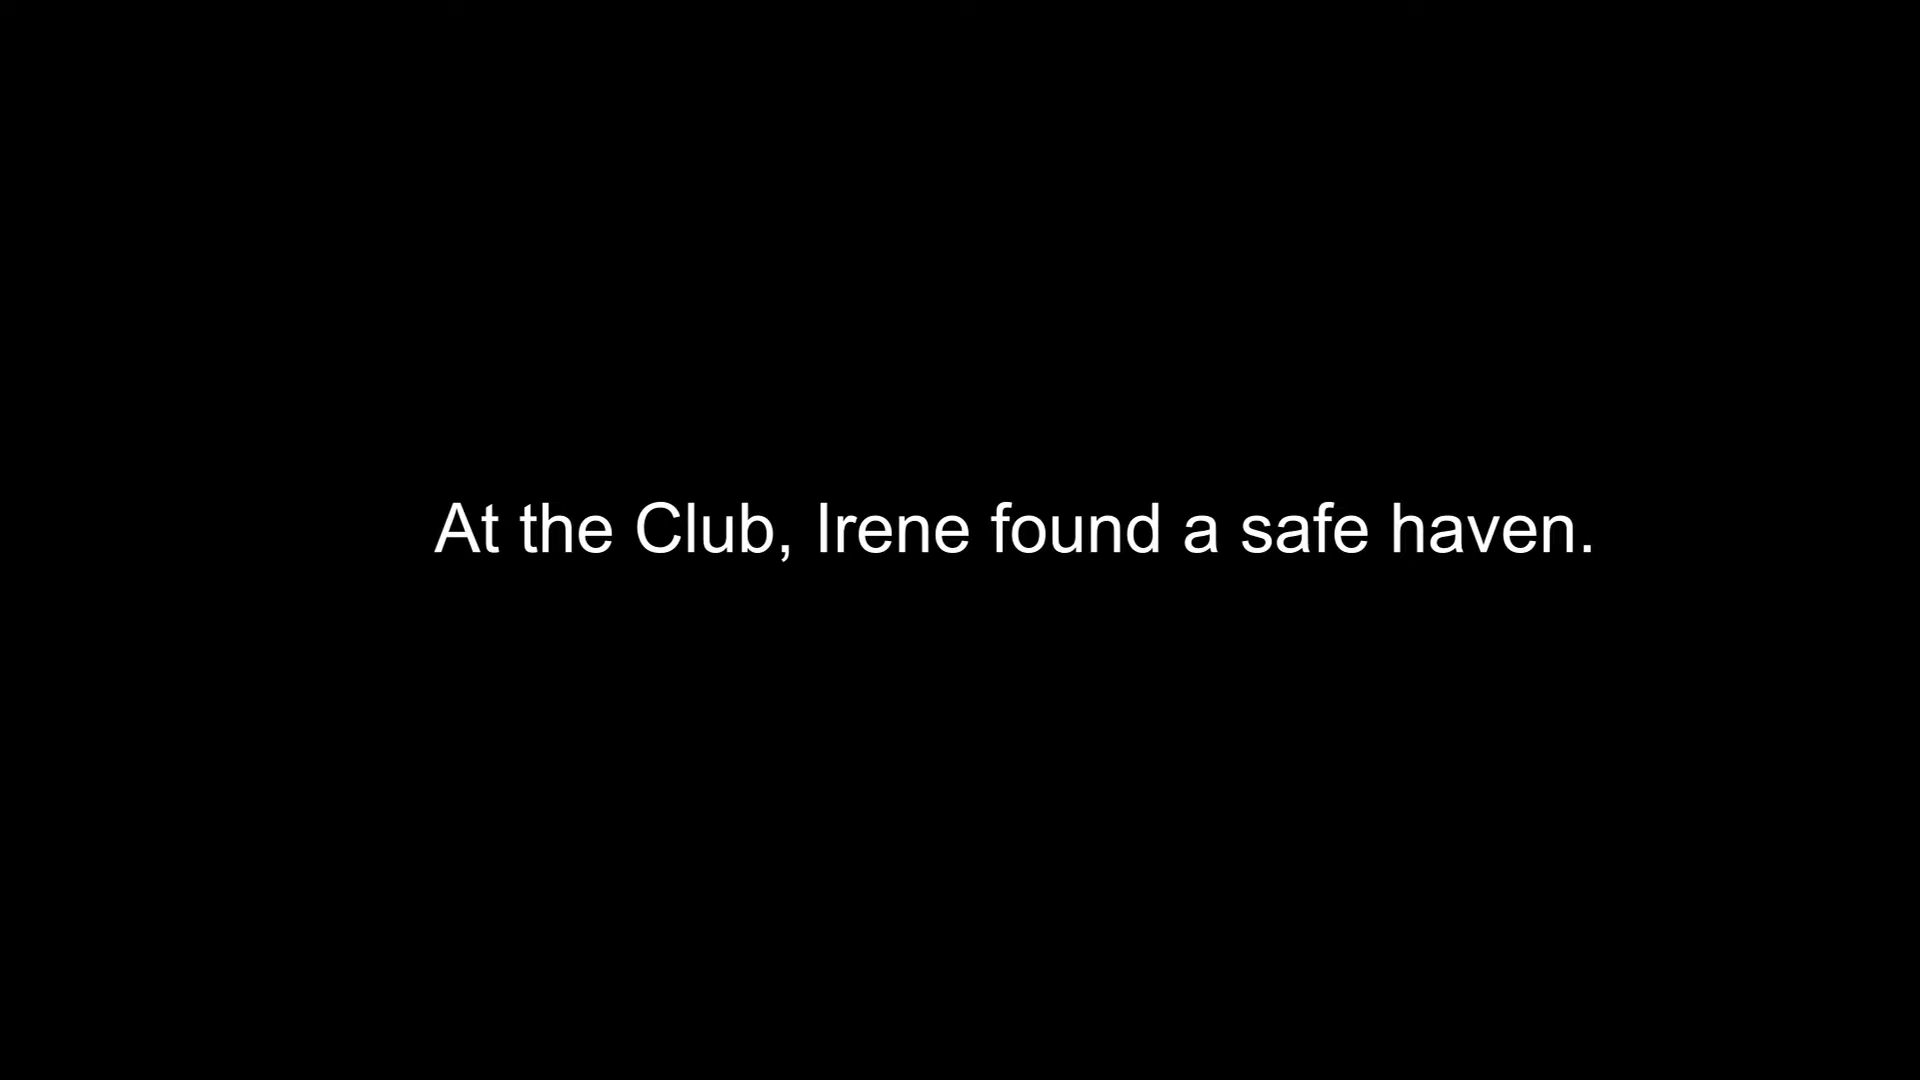 At the Club, Irene found a safe haven.